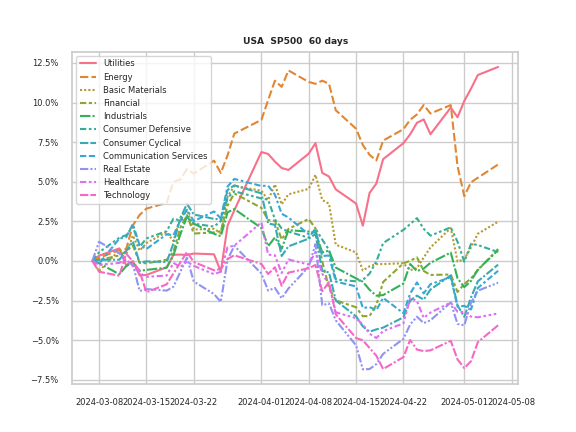 USA SP500 60 days
12.5%
10.0%
7.5%
5.0%
2.5%
0.0%
−2.5%
−5.0%
−7.5%
Utilities
Energy
Basic Materials
Financial
Industrials
Consumer Defensive
Consumer Cyclical
Communication Services
Real Estate
Healthcare
Technology
2024-03-08 2024-03-15 2024-03-22 2024-04-01 2024-04-08 2024-04-15 2024-04-22 2024-05-01 2024-05-08